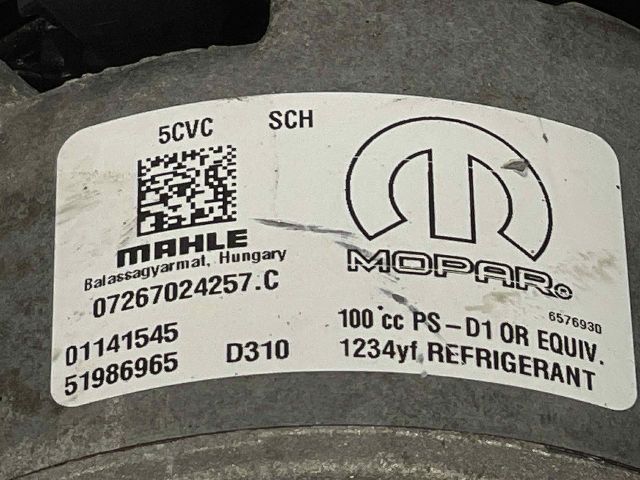 5CVC SCH
MAHLE
Balassagyarmat, Hungary
07267024257.C
01141545
51986965 D310
MOPAR®
6576930
100 cc PS-D1 OR EQUIV.
1234yf REFRIGERANT